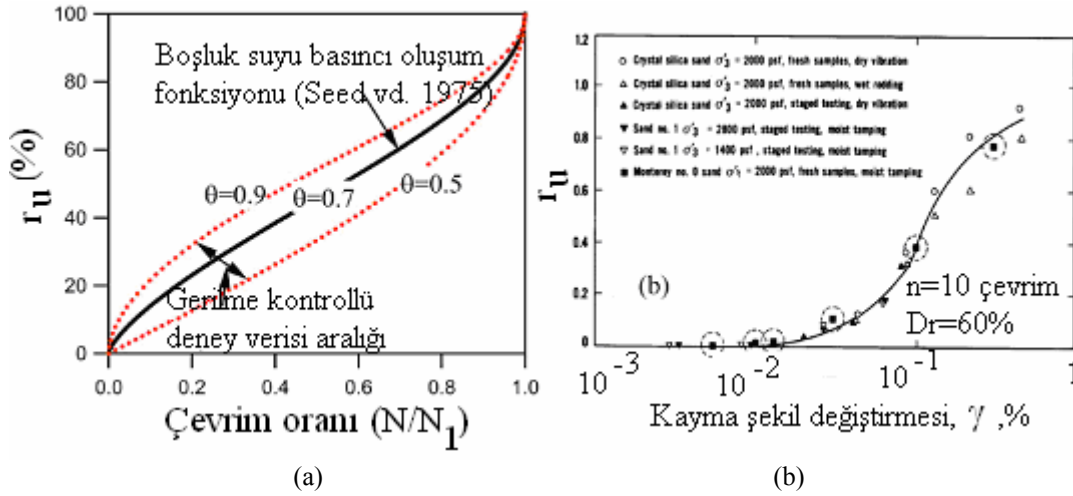 (a)
100
80
60
40
20
0
r_u(%)
Boşluk suyu basıncı oluşum
fonksiyonu (Seed vd. 1975)
θ=0.9
θ=0.7
θ=0.5
Gerilme kontrollü
deney verisi aralığı
0.0 0.2 0.4 0.6 0.8 1.0
Çevrim oranı (N/N₁)
(a)
(b)
1.2
1.0
0.8
0.6
0.4
0.2
0
r_u
○ Crystal silica sand σ'₃ = 2000 psf, fresh samples, dry vibration
△ Crystal silica sand σ'₃ = 2000 psf, fresh samples, wet rodding
▲ Crystal silica sand σ'₃ = 2000 psf, staged testing, dry vibration
▼ Sand no. 1 σ'₃ = 2800 psf, staged testing, moist tamping
▽ Sand no. 1 σ'₃ = 1400 psf, staged testing, moist tamping
■ Monterey no. 0 sand = 2000 psf, fresh samples, moist tamping
(b)
n=10 çevrim
Dr=60%
10⁻³ 10⁻² 10⁻¹ 1
Kayma şekil değiştirmesi, γ ,%
(b)